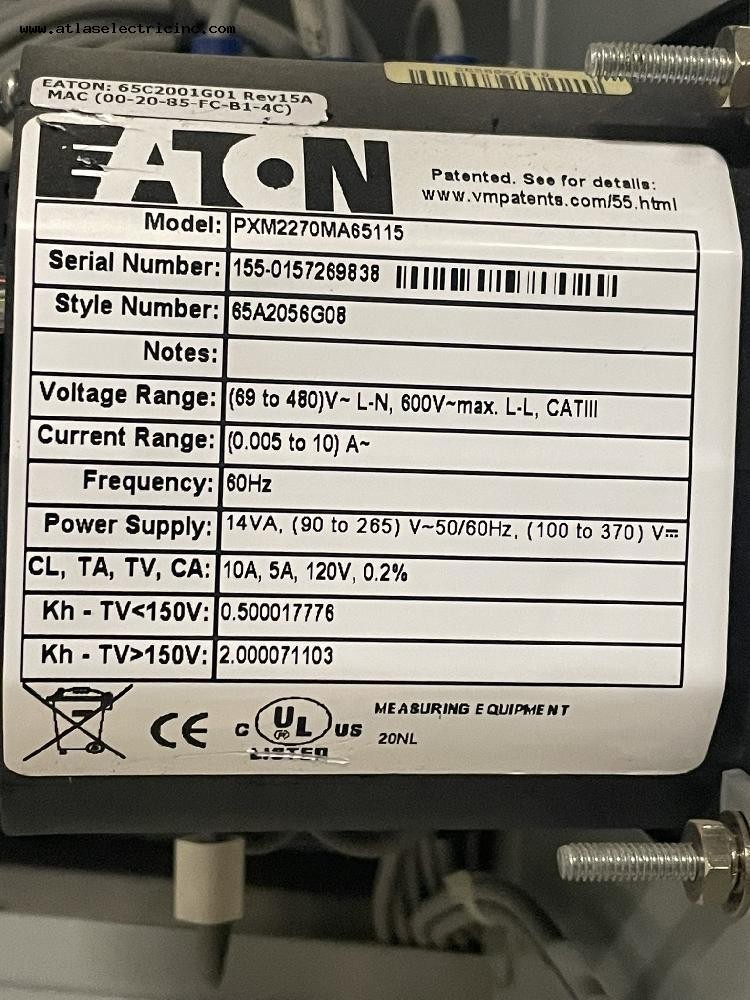 www.atlaselectricinc.com
EATON: 65C2001G01 Rev15A
MAC (00-20-85-FC-B1-4C)
EATON
Patented. See for details:
www.vmpatents.com/55.html
Model: PXM2270MA65115
Serial Number: 155-0157269838
Style Number: 65A2056G08
Notes:
Voltage Range: (69 to 480)V~ L-N, 600V~max. L-L, CATIII
Current Range: (0.005 to 10) A~
Frequency: 60Hz
Power Supply: 14VA, (90 to 265) V~50/60Hz, (100 to 370) V⎓
CL, TA, TV, CA: 10A, 5A, 120V, 0.2%
Kh - TV<150V: 0.500017776
Kh - TV>150V: 2.000071103
CE
C UL ® US
LISTED
MEASURING EQUIPMENT
20NL